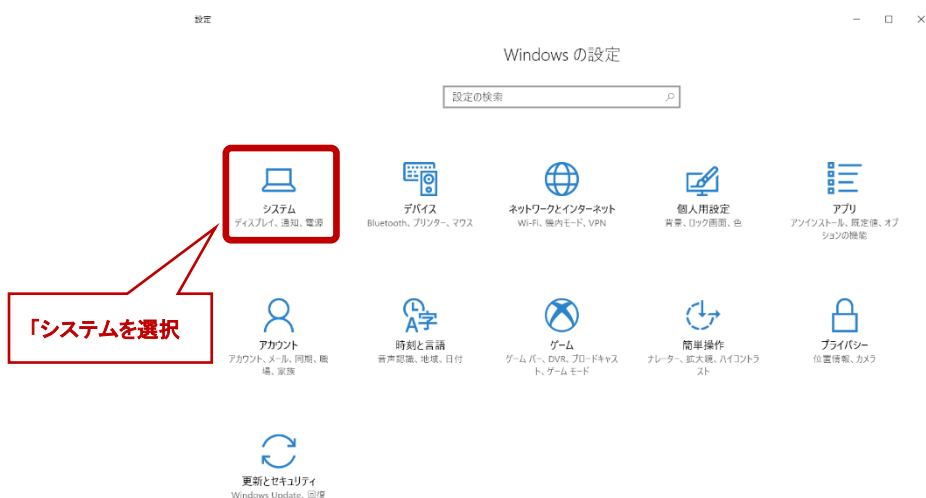 設定
Windows の設定
設定の検索
システム
ディスプレイ、通知、電源
デバイス
Bluetooth、プリンター、マウス
ネットワークとインターネット
Wi-Fi、機内モード、VPN
個人用設定
背景、ロック画面、色
アプリ
アンインストール、既定値、オプ
ションの機能
「システムを選択
アカウント
アカウント、メール、同期、職
場、家族
時刻と言語
音声認識、地域、日付
ゲーム
ゲーム バー、DVR、ブロードキャス
ト、ゲーム モード
簡単操作
ナレーター、拡大鏡、ハイコントラ
スト
プライバシー
位置情報、カメラ
更新とセキュリティ
Windows Update、回復